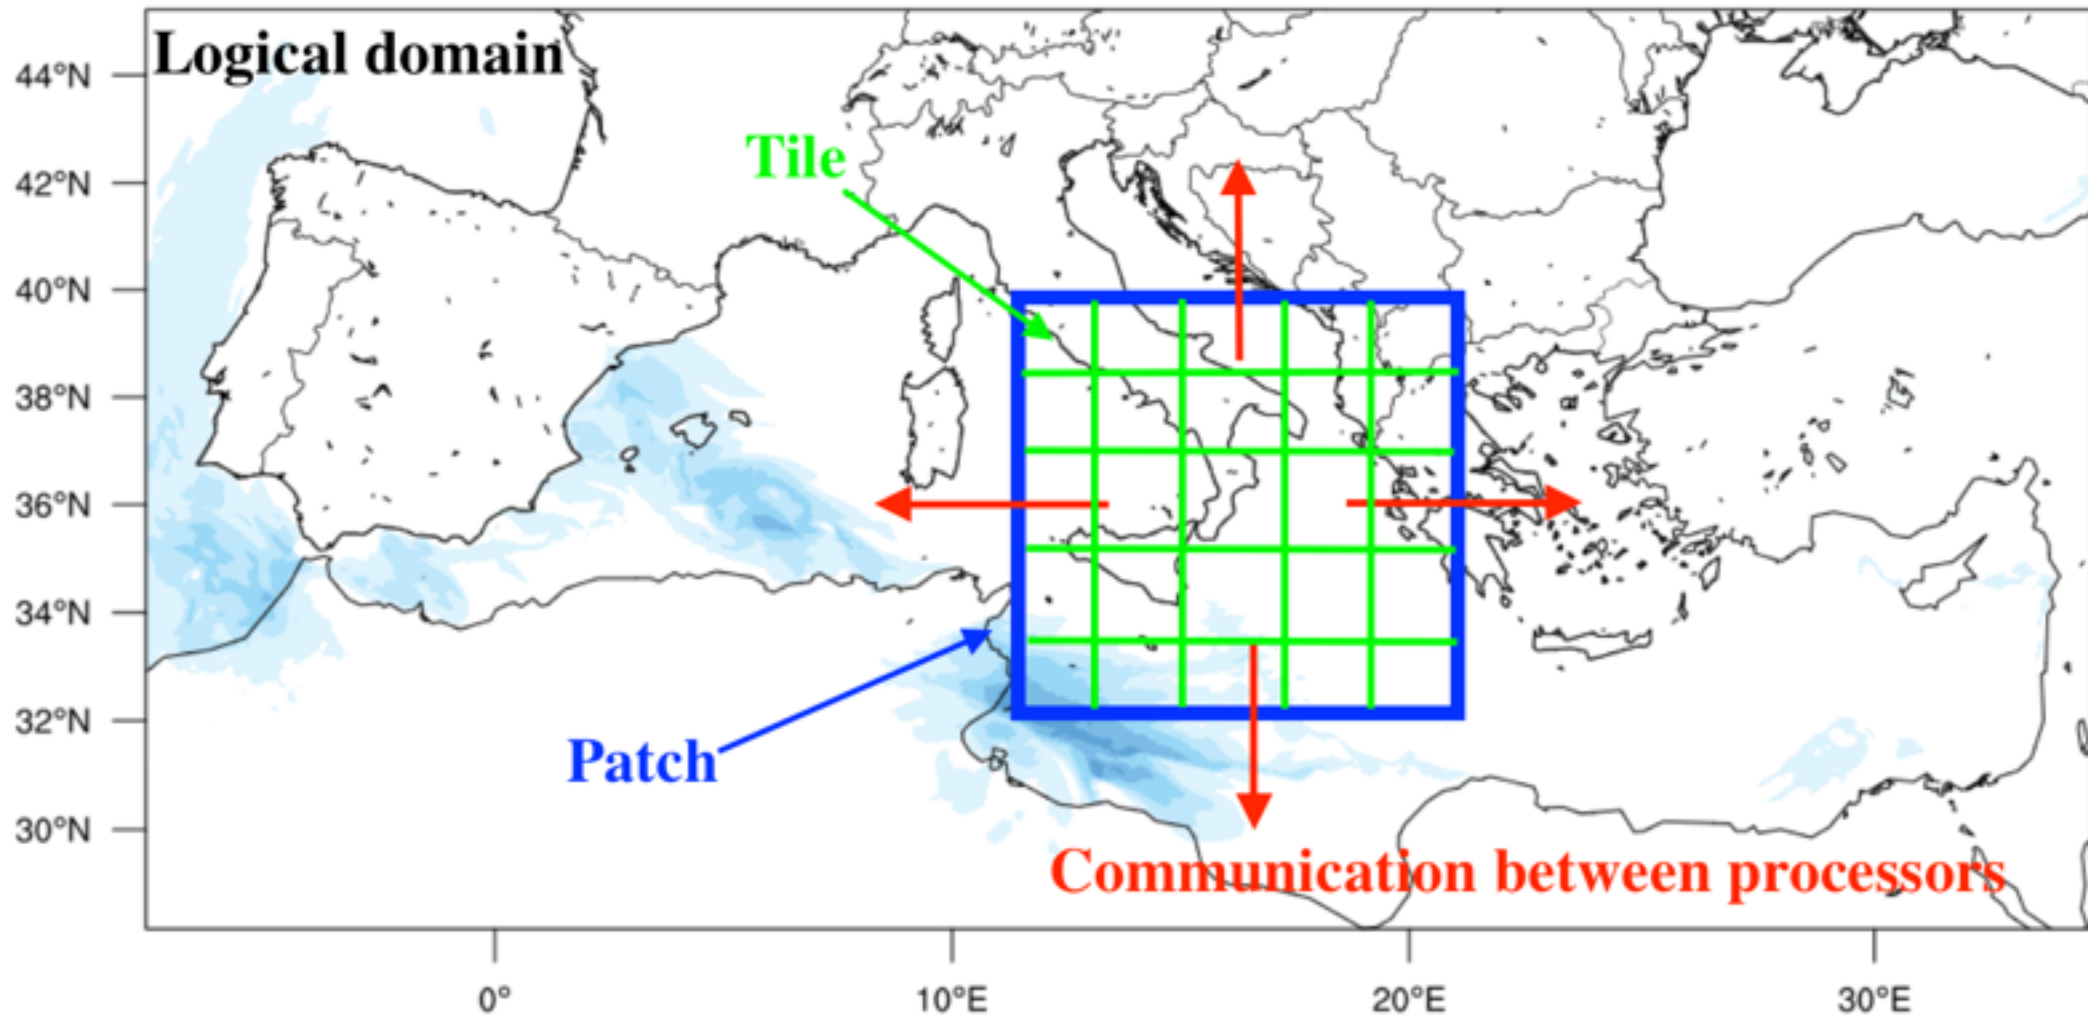 Logical domain
44°N
Tile
42°N
40°N
38°N
36°N
34°N
Patch
32°N
30°N
Communication between processors
0°
10°E
20°E
30°E